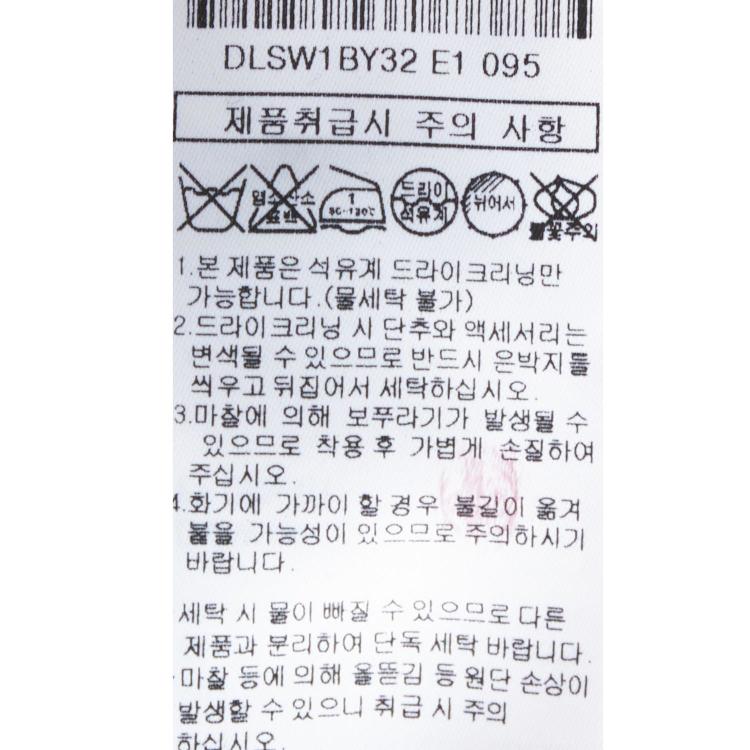 DLSW1BY32 E1 095
제품취급시 주의 사항
염소산소 표백
1
80~120℃
드라이
석유계
뒤어서
불꽃주의
1.본 제품은 석유계 드라이크리닝만
가능합니다.(물세탁 불가)
2.드라이크리닝 시 단추와 액세서리는
변색될 수 있으므로 반드시 은박지를
씌우고 뒤집어서 세탁하십시오.
3.마찰에 의해 보푸라기가 발생될 수
있으므로 착용 후 가볍게 손질하여
주십시오.
4.화기에 가까이 할 경우 불길이 옮겨
붙을 가능성이 있으므로 주의하시기
바랍니다.
세탁 시 물이 빠질 수 있으므로 다른
제품과 분리하여 단독 세탁 바랍니다.
마찰 등에 의해 올뜯김 등 원단 손상이
발생할 수 있으니 취급 시 주의
하십시오.